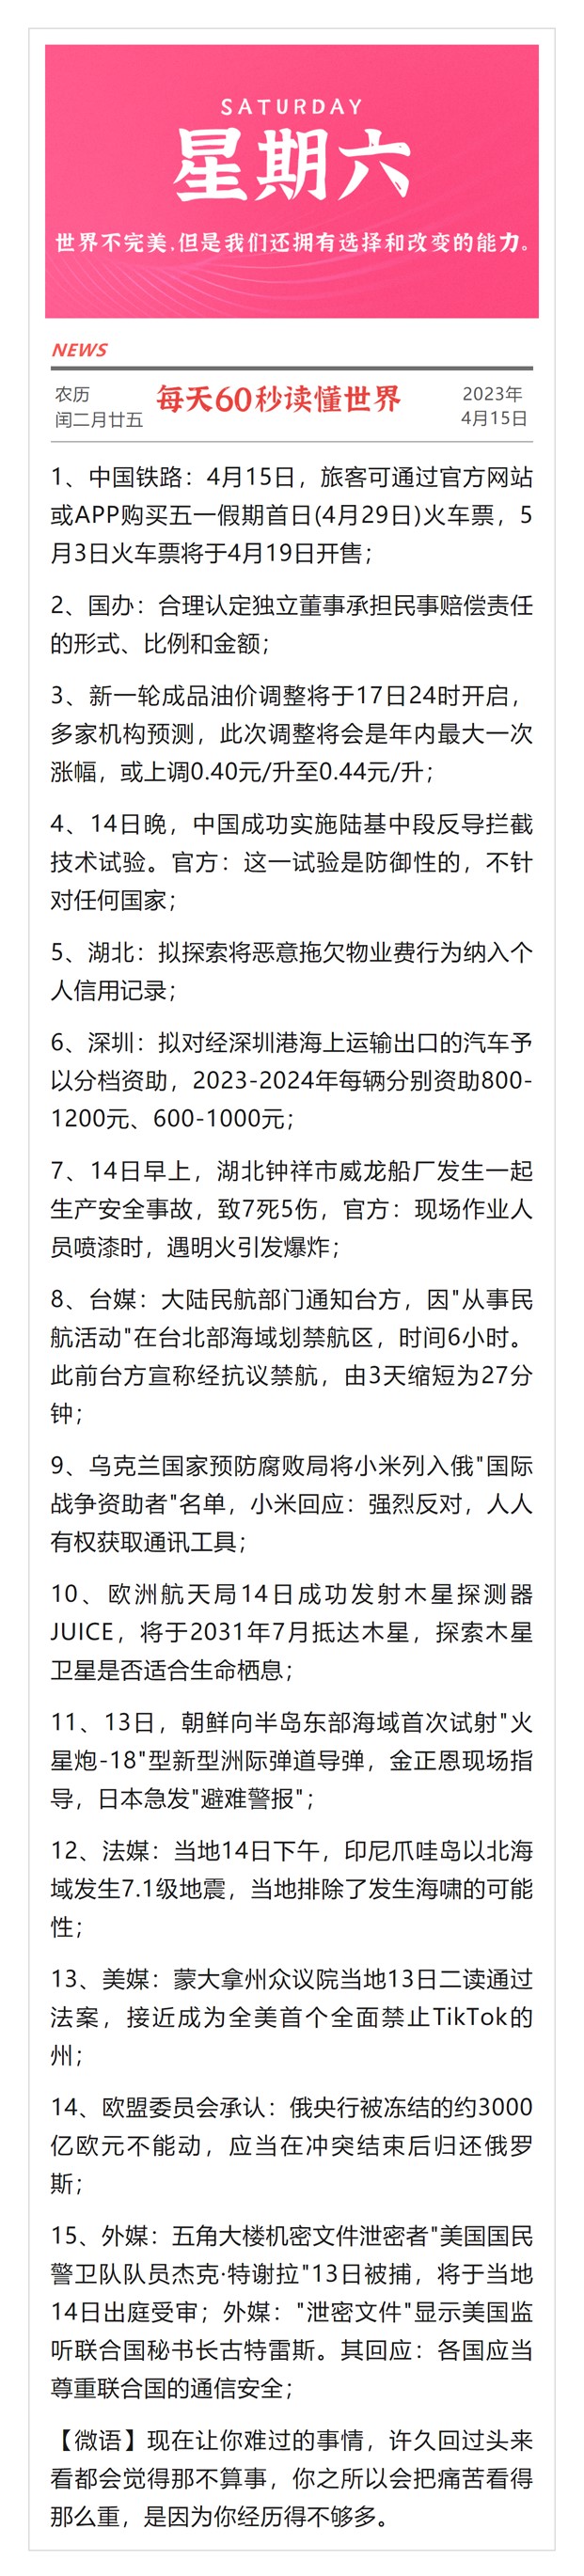 SATURDAY
星期六
世界不完美,但是我们还拥有选择和改变的能力。
NEWS
农历
闰二月廿五
每天60秒读懂世界
2023年
4月15日
1、中国铁路：4月15日，旅客可通过官方网站
或APP购买五一假期首日(4月29日)火车票，5
月3日火车票将于4月19日开售；
2、国办：合理认定独立董事承担民事赔偿责任
的形式、比例和金额；
3、新一轮成品油价调整将于17日24时开启，
多家机构预测，此次调整将会是年内最大一次
涨幅，或上调0.40元/升至0.44元/升；
4、14日晚，中国成功实施陆基中段反导拦截
技术试验。官方：这一试验是防御性的，不针
对任何国家；
5、湖北：拟探索将恶意拖欠物业费行为纳入个
人信用记录；
6、深圳：拟对经深圳港海上运输出口的汽车予
以分档资助，2023-2024年每辆分别资助800-
1200元、600-1000元；
7、14日早上，湖北钟祥市威龙船厂发生一起
生产安全事故，致7死5伤，官方：现场作业人
员喷漆时，遇明火引发爆炸；
8、台媒：大陆民航部门通知台方，因"从事民
航活动"在台北部海域划禁航区，时间6小时。
此前台方宣称经抗议禁航，由3天缩短为27分
钟；
9、乌克兰国家预防腐败局将小米列入俄"国际
战争资助者"名单，小米回应：强烈反对，人人
有权获取通讯工具；
10、欧洲航天局14日成功发射木星探测器
JUICE，将于2031年7月抵达木星，探索木星
卫星是否适合生命栖息；
11、13日，朝鲜向半岛东部海域首次试射"火
星炮-18"型新型洲际弹道导弹，金正恩现场指
导，日本急发"避难警报"；
12、法媒：当地14日下午，印尼爪哇岛以北海
域发生7.1级地震，当地排除了发生海啸的可能
性；
13、美媒：蒙大拿州众议院当地13日二读通过
法案，接近成为全美首个全面禁止TikTok的
州；
14、欧盟委员会承认：俄央行被冻结的约3000
亿欧元不能动，应当在冲突结束后归还俄罗
斯；
15、外媒：五角大楼机密文件泄密者"美国国民
警卫队队员杰克·特谢拉"13日被捕，将于当地
14日出庭受审；外媒："泄密文件"显示美国监
听联合国秘书长古特雷斯。其回应：各国应当
尊重联合国的通信安全；
【微语】现在让你难过的事情，许久回过头来
看都会觉得那不算事，你之所以会把痛苦看得
那么重，是因为你经历得不够多。